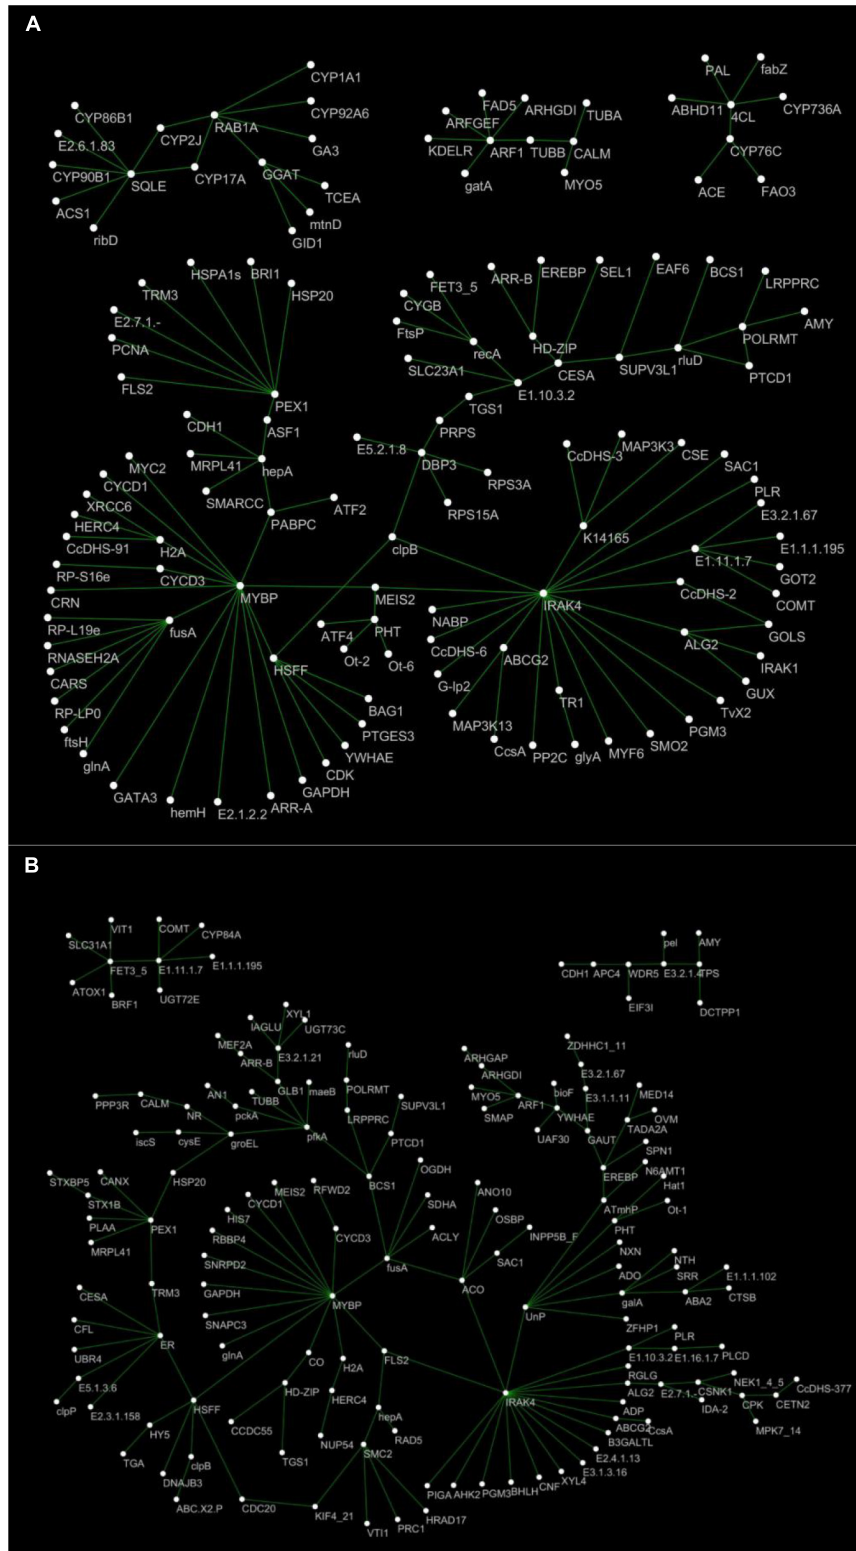 A
CYP1A1
PAL
fabZ
CYP86B1
RAB1A
CYP92A6
FAD5
ARHGDI
TUBA
ABHD11
4CL
CYP736A
E2.6.1.83
CYP2J
GA3
ARFGEF
KDELR
ARF1
TUBB
CALM
CYP76C
CYP90B1
SQLE
CYP17A
GGAT
TCEA
gatA
MYO5
ACE
FAO3
ACS1
mtnD
ribD
GID1
HSPA1s
BRI1
TRM3
HSP20
ARR-B
EREBP
SEL1
EAF6
BCS1
LRPPRC
FET3_5
CYGB
E2.7.1.-
FtsP
recA
HD-ZIP
POLRMT
AMY
PCNA
SLC23A1
E1.10.3.2
CESA
SUPV3L1
rluD
PTCD1
FLS2
PEX1
TGS1
CDH1
ASF1
PRPS
E5.2.1.8
DBP3
MAP3K3
CcDHS-3
CSE
SAC1
MYC2
MRPL41
hepA
RPS3A
CYCD1
SMARCC
ATF2
RPS15A
PLR
XRCC6
PABPC
E3.2.1.67
HERC4
H2A
K14165
CcDHS-91
clpB
E1.11.1.7
E1.1.1.195
RP-S16e
CYCD3
GOT2
CRN
MYBP
MEIS2
IRAK4
CcDHS-2
COMT
RP-L19e
fusA
ATF4
PHT
NABP
GOLS
RNASEH2A
Ot-2
Ot-6
CcDHS-6
ABCG2
ALG2
IRAK1
CARS
HSFF
G-lp2
GUX
RP-LP0
BAG1
MAP3K13
TR1
TvX2
ftsH
PTGES3
PGM3
glnA
YWHAE
CcsA
PP2C
glyA
MYF6
SMO2
GATA3
CDK
hemH
E2.1.2.2
ARR-A
GAPDH
B
VIT1
COMT
CYP84A
AMY
SLC31A1
pel
FET3_5
E1.11.1.7
E1.1.1.195
CDH1
APC4
WDR5
E3.2.1.4
TPS
ATOX1
BRF1
UGT72E
EIF3I
DCTPP1
XYL1
IAGLU
UGT73C
MEF2A
rluD
ZDHHC1_11
ARR-B
E3.2.1.21
ARHGAP
ARHGDI
E3.2.1.67
AN1
GLB1
maeB
POLRMT
MYO5
bioF
E3.1.1.11
MED14
PPP3R
CALM
TUBB
SUPV3L1
SMAP
ARF1
YWHAE
OVM
NR
pckA
LRPPRC
TADA2A
iscS
cysE
groEL
pfkA
PTCD1
UAF30
GAUT
SPN1
STXBP5
CANX
HSP20
BCS1
OGDH
EREBP
N6AMT1
STX1B
MEIS2
RFWD2
ANO10
Hat1
CYCD1
SDHA
ATmhP
Ot-1
PLAA
PEX1
HIS7
OSBP
PHT
MRPL41
RBBP4
CYCD3
ACLY
INPP5B_F
NXN
SNRPD2
fusA
SAC1
ADO
NTH
SRR
E1.1.1.102
CESA
TRM3
GAPDH
MYBP
ACO
galA
ABA2
CTSB
CFL
SNAPC3
UnP
ZFHP1
PLR
UBR4
ER
glnA
CO
H2A
FLS2
E1.10.3.2
E1.16.1.7
PLCD
RGLG
E5.1.3.6
HD-ZIP
HERC4
ALG2
E2.7.1.-
CSNK1
NEK1_4_5
CcDHS-377
clpP
E2.3.1.158
HSFF
IRAK4
IDA-2
CPK
CETN2
HY5
CCDC55
hepA
ADP
ABCG2
CcsA
MPK7_14
TGA
clpB
NUP54
SMC2
RAD5
B3GALTL
TGS1
E2.4.1.13
DNAJB3
E3.1.3.16
ABC.X2.P
CDC20
KIF4_21
PIGA
AHK2
PGM3
BHLH
CNF
XYL4
VTI1
PRC1
HRAD17